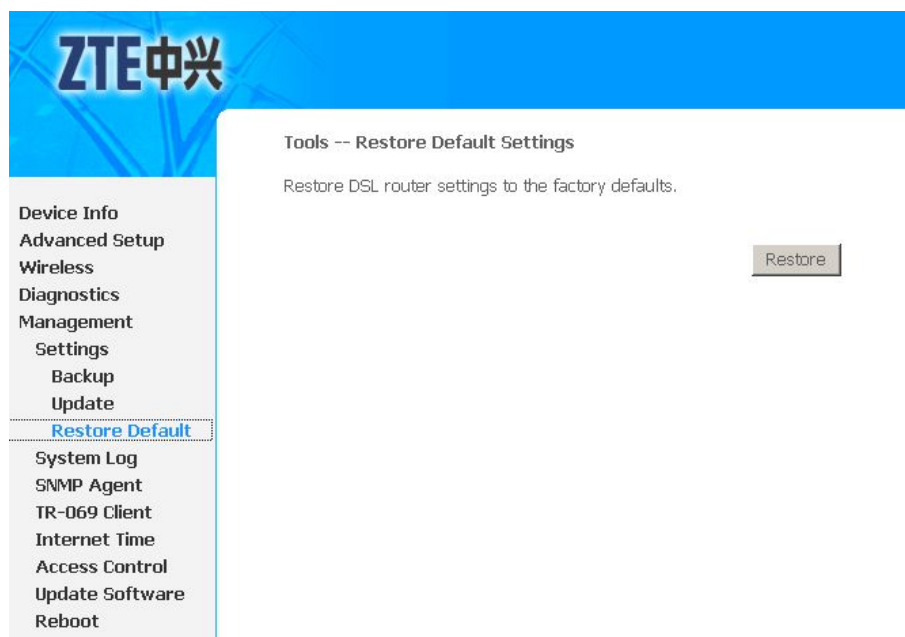 ZTE中兴
Tools -- Restore Default Settings
Restore DSL router settings to the factory defaults.
Restore
Device Info
Advanced Setup
Wireless
Diagnostics
Management
Settings
Backup
Update
Restore Default
System Log
SNMP Agent
TR-069 Client
Internet Time
Access Control
Update Software
Reboot